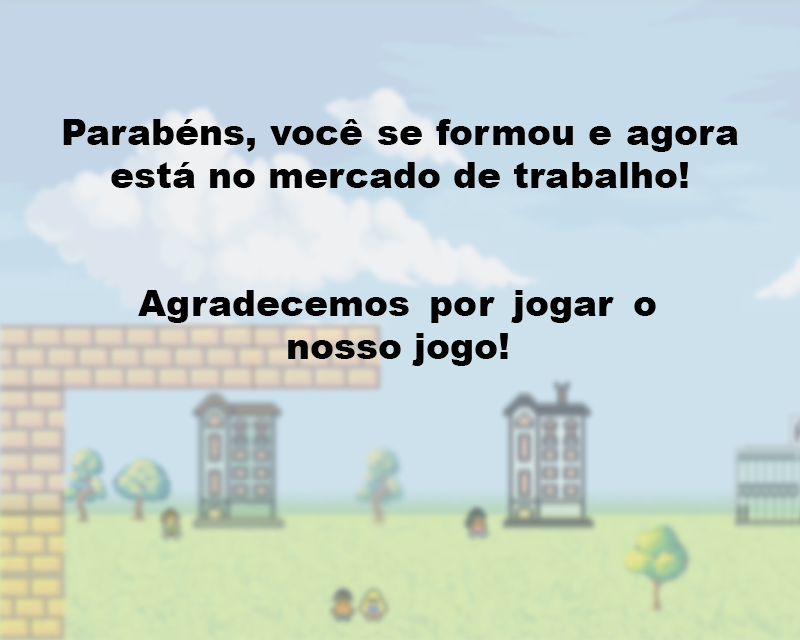 Parabéns, você se formou e agora
está no mercado de trabalho!
Agradecemos por jogar o
nosso jogo!